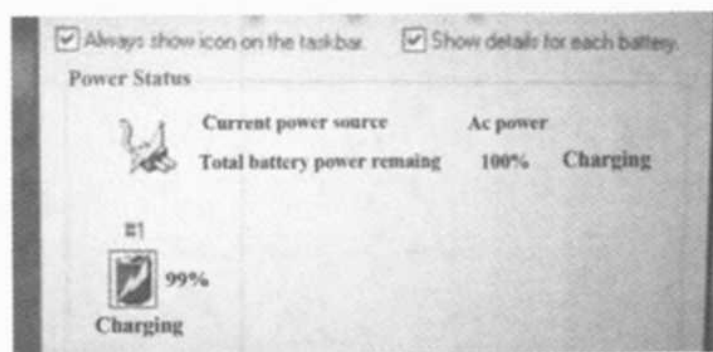 Always show icon on the taskbar. Show details for each battery.
Power Status
Current power source Ac power
Total battery power remaing 100% Charging
#1
99%
Charging